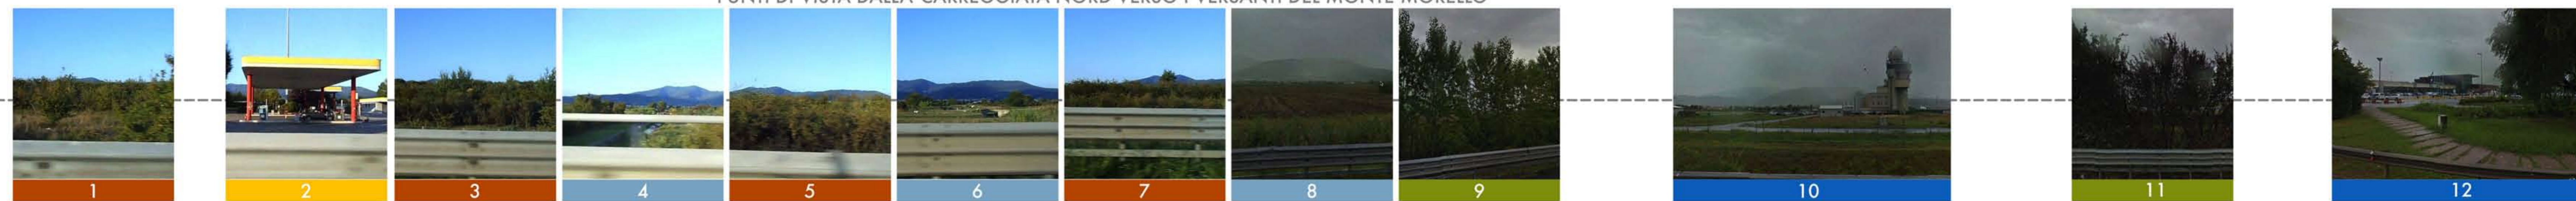 PUNTI DI VISTA DALLA CARREGGIATA NORD VERSO I VERSANTI DEL MONTE MORELLO
1 2 3 4 5 6 7 8 9 10 11 12